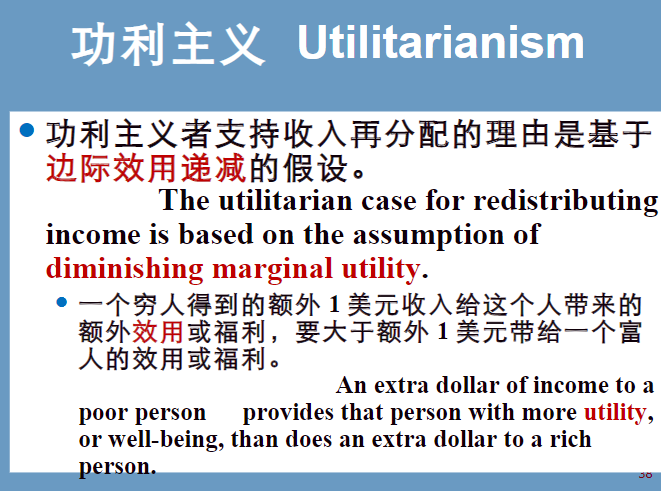 功利主义 Utilitarianism
功利主义者支持收入再分配的理由是基于
边际效用递减的假设。
The utilitarian case for redistributing
income is based on the assumption of
diminishing marginal utility.
一个穷人得到的额外 1 美元收入给这个人带来的
额外效用或福利，要大于额外 1 美元带给一个富
人的效用或福利。
An extra dollar of income to a
poor person provides that person with more utility,
or well-being, than does an extra dollar to a rich
person.
38